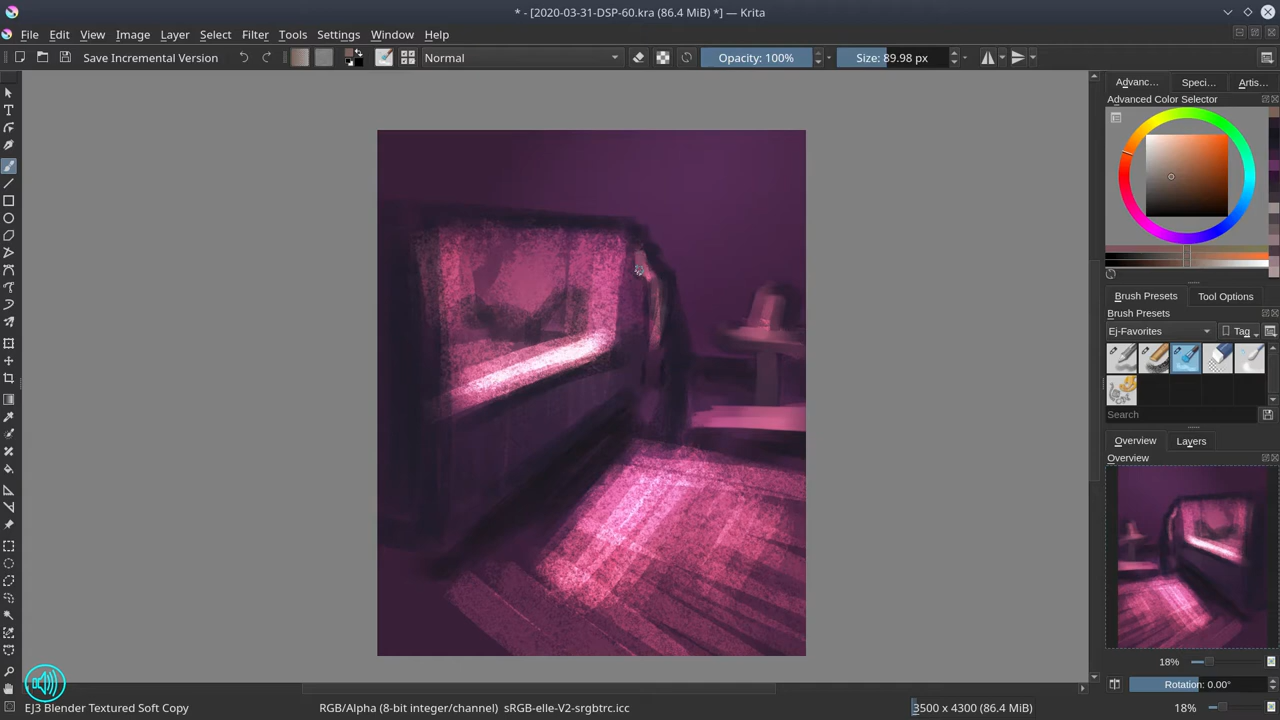 * - [2020-03-31-DSP-60.kra (86.4 MiB) *] — Krita
File Edit View Image Layer Select Filter Tools Settings Window Help
Save Incremental Version Normal Opacity: 100% Size: 89.98 px
Advanc... Speci... Artis...
Advanced Color Selector
Brush Presets Tool Options
Brush Presets
Ej-Favorites Tag
Search
Overview Layers
Overview
18%
Rotation: 0.00°
EJ3 Blender Textured Soft Copy RGB/Alpha (8-bit integer/channel) sRGB-elle-V2-srgbtrc.icc 3500 x 4300 (86.4 MiB) 18%